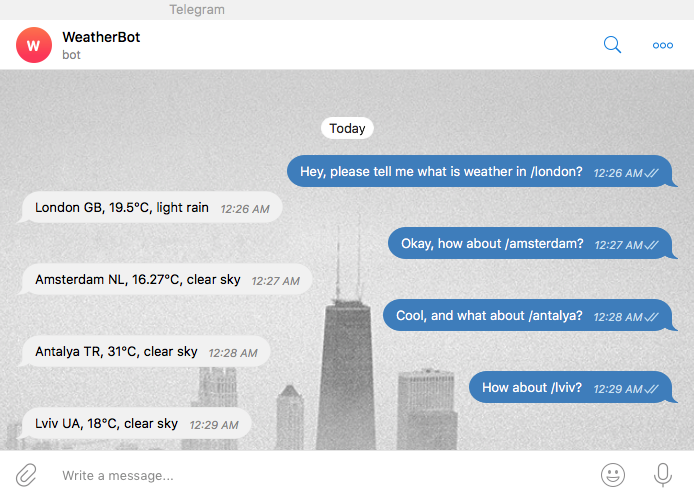 Telegram
W
WeatherBot
bot
Today
Hey, please tell me what is weather in /london? 12:26 AM
London GB, 19.5°C, light rain 12:26 AM
Okay, how about /amsterdam? 12:27 AM
Amsterdam NL, 16.27°C, clear sky 12:27 AM
Cool, and what about /antalya? 12:28 AM
Antalya TR, 31°C, clear sky 12:28 AM
How about /lviv? 12:29 AM
Lviv UA, 18°C, clear sky 12:29 AM
Write a message...